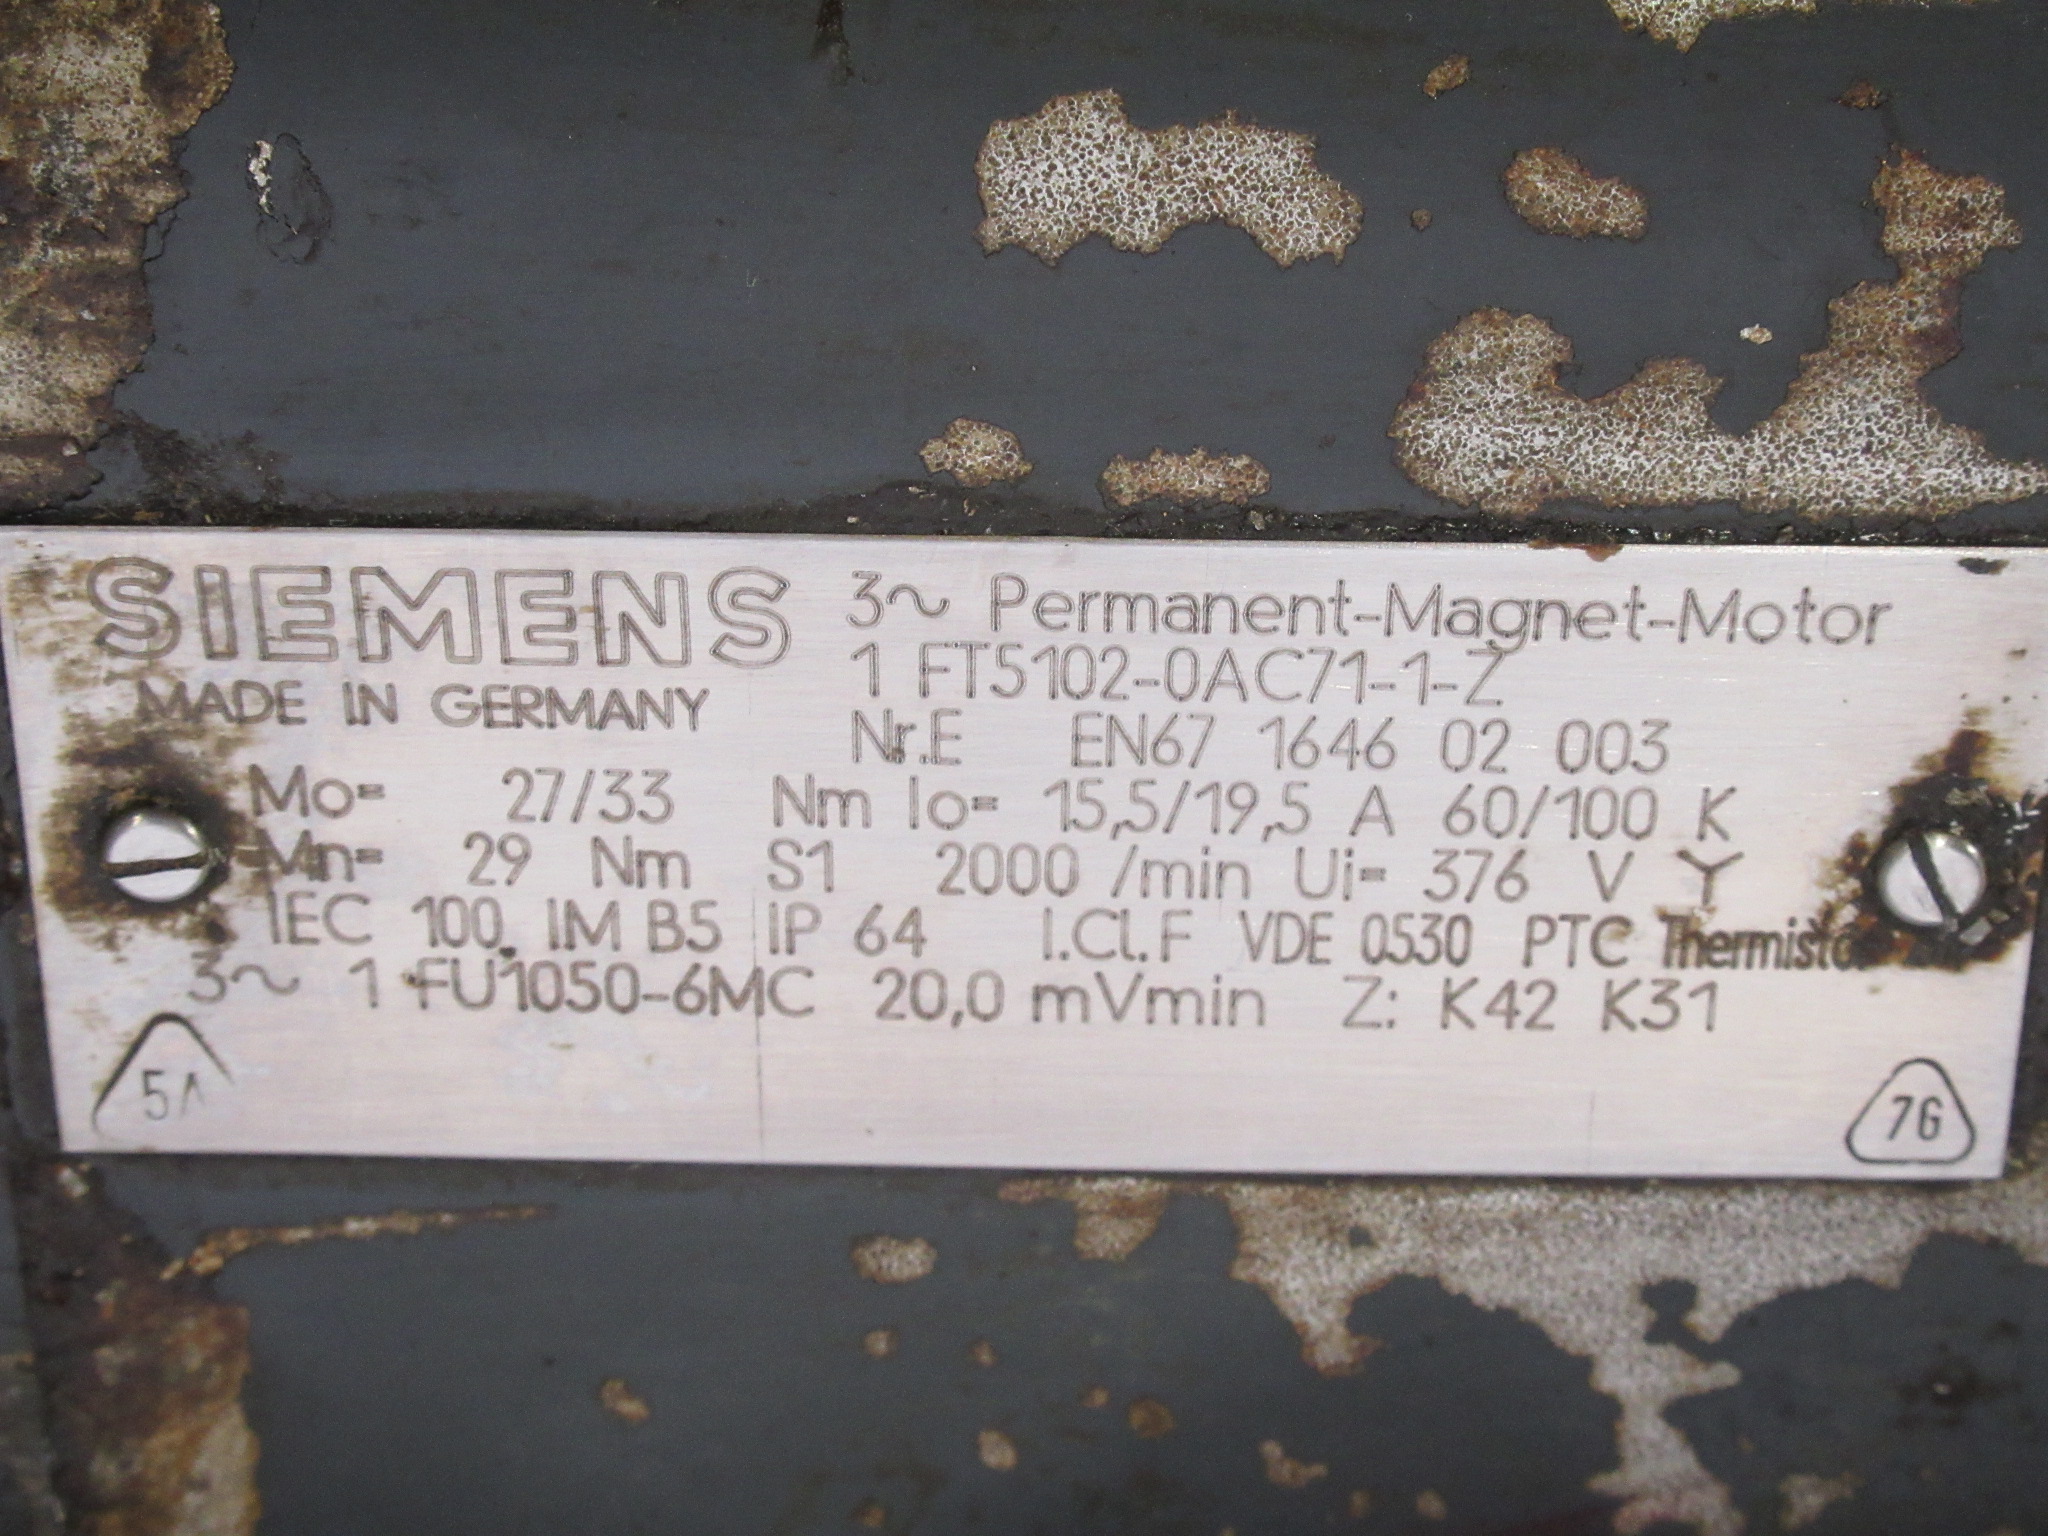 SIEMENS 3~ Permanent-Magnet-Motor
1 FT5102-0AC71-1-Z
MADE IN GERMANY
Nr.E EN67 1646 02 003
Mo= 27/33 Nm Io= 15,5/19,5 A 60/100 K
Mn= 29 Nm S1 2000 /min Ui= 376 V Y
IEC 100 IM B5 IP 64 I.Cl.F VDE 0530 PTC Thermistor
3~ 1 FU1050-6MC 20,0 mVmin Z: K42 K31
7G